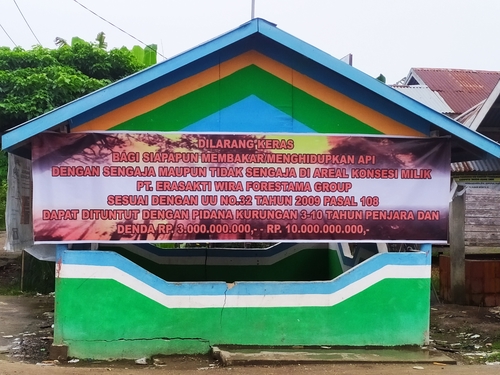 DILARANG KERAS
BAGI SIAPAPUN MEMBAKAR MENGHIDUPKAN API
DENGAN SENGAJA MAUPUN TIDAK SENGAJA DI AREAL KONSESI MILIK
PT. ERASAKTI WIRA FORESTAMA GROUP
SESUAI DENGAN UU NO.32 TAHUN 2009 PASAL 108
DAPAT DITUNTUT DENGAN PIDANA KURUNGAN 3-10 TAHUN PENJARA DAN
DENDA RP. 3.000.000.000,- - RP. 10.000.000.000,-